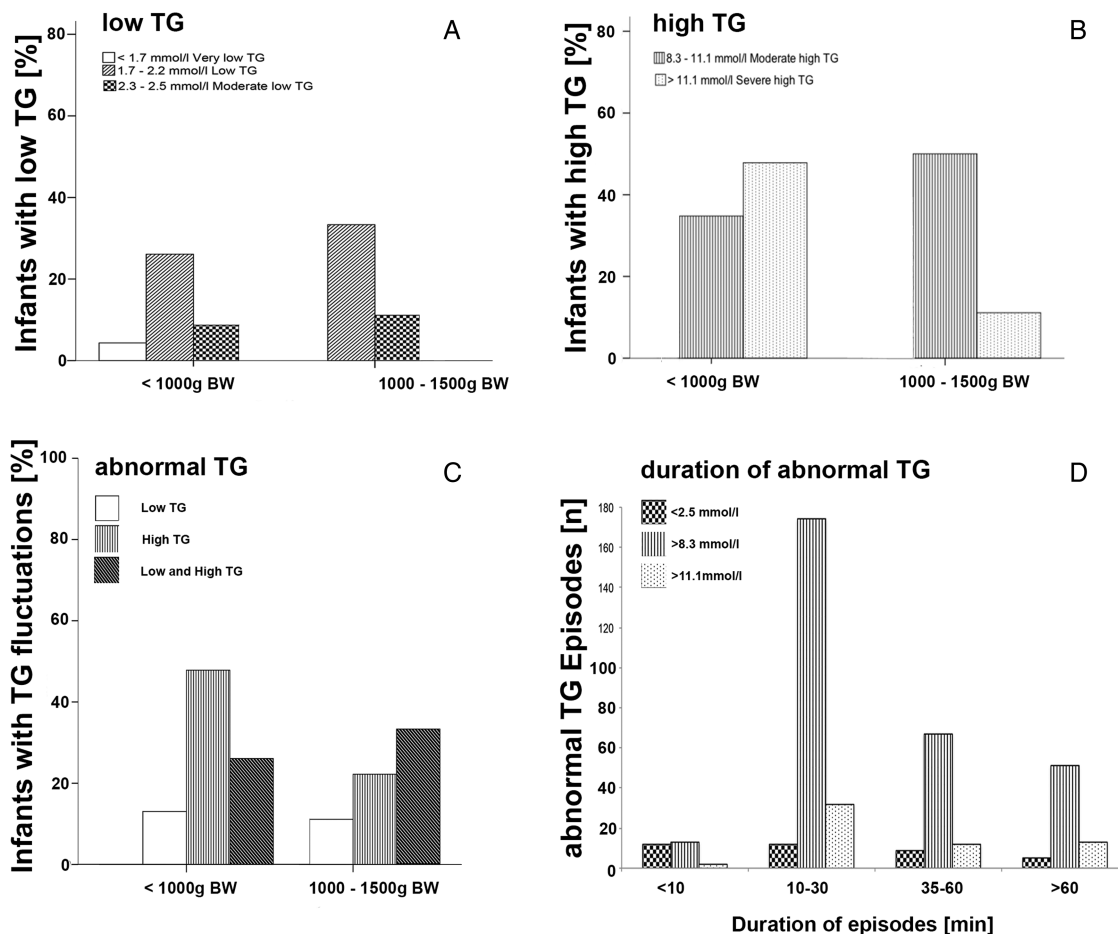 low TG
A
Infants with low TG [%]
80
60
40
20
0
< 1.7 mmol/l Very low TG
1.7 - 2.2 mmol/l Low TG
2.3 - 2.5 mmol/l Moderate low TG
< 1000g BW
1000 - 1500g BW
high TG
B
Infants with high TG [%]
80
60
40
20
0
8.3 - 11.1 mmol/l Moderate high TG
> 11.1 mmol/l Severe high TG
< 1000g BW
1000 - 1500g BW
abnormal TG
C
Infants with TG fluctuations [%]
100
80
60
40
20
0
Low TG
High TG
Low and High TG
< 1000g BW
1000 - 1500g BW
duration of abnormal TG
D
abnormal TG Episodes [n]
180
160
140
120
100
80
60
40
20
0
<2.5 mmol/l
>8.3 mmol/l
>11.1mmol/l
<10
10-30
35-60
>60
Duration of episodes [min]